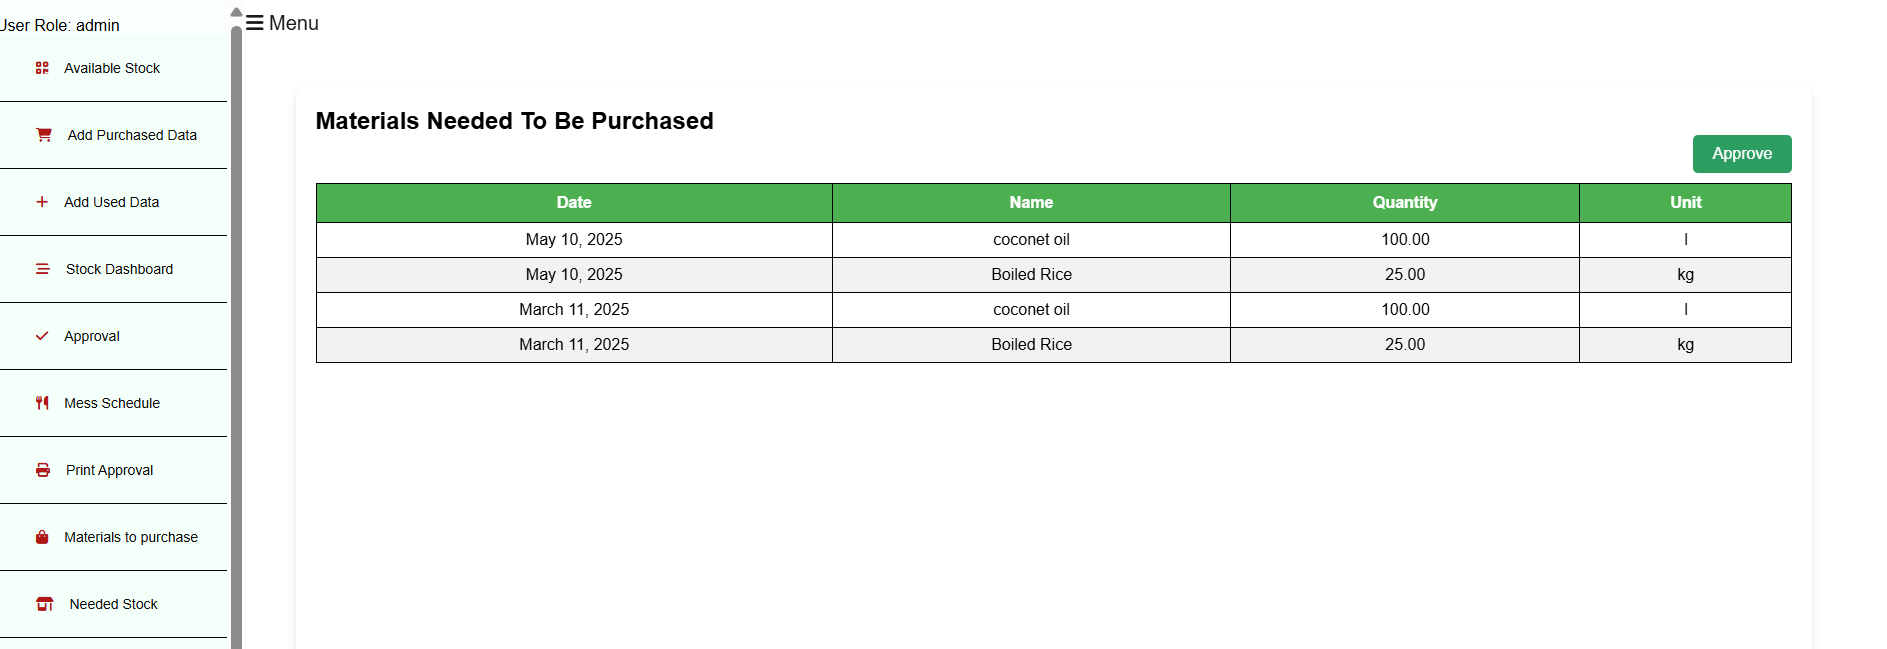 User Role: admin
Available Stock
Add Purchased Data
Add Used Data
Stock Dashboard
Approval
Mess Schedule
Print Approval
Materials to purchase
Needed Stock
Menu
Materials Needed To Be Purchased
Approve
Date Name Quantity Unit
May 10, 2025 coconet oil 100.00 l
May 10, 2025 Boiled Rice 25.00 kg
March 11, 2025 coconet oil 100.00 l
March 11, 2025 Boiled Rice 25.00 kg